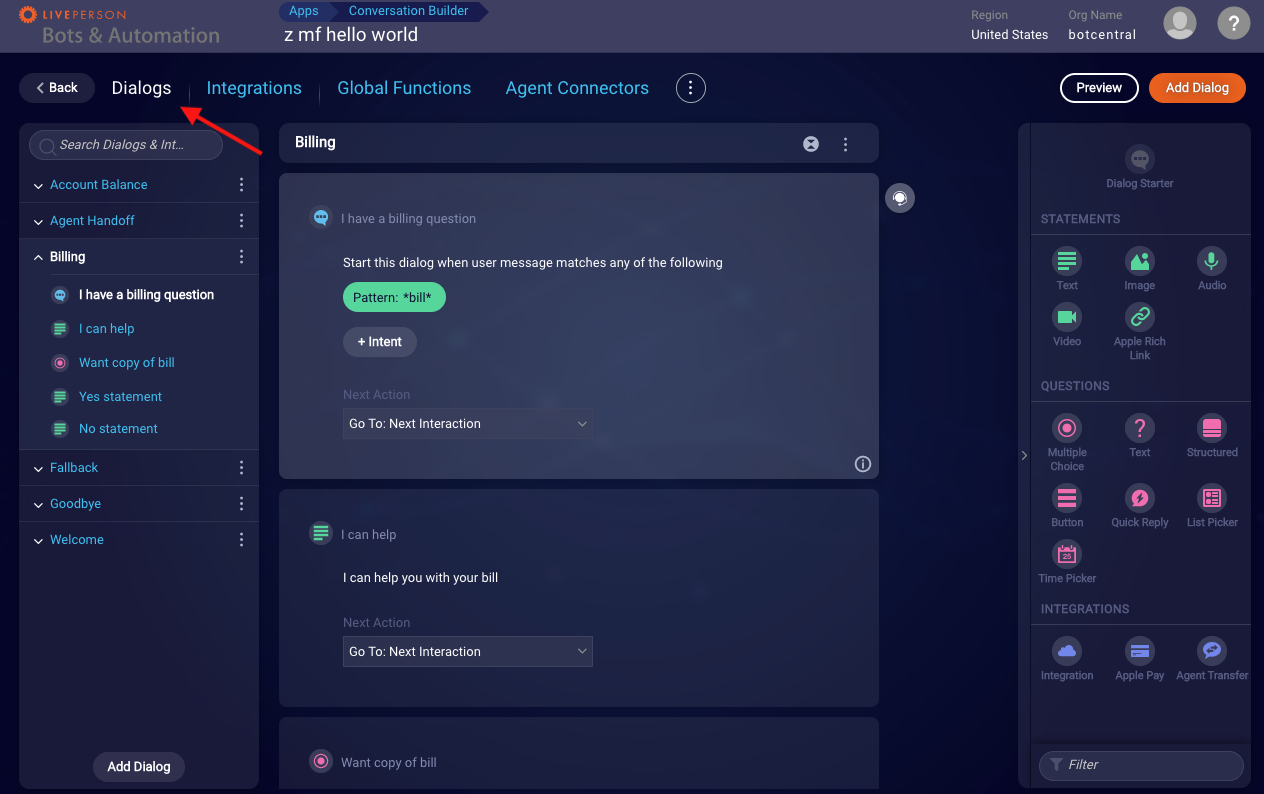 LIVEPERSON
Bots & Automation
Apps
Conversation Builder
z mf hello world
Region
United States
Org Name
botcentral
?
Back
Dialogs
Integrations
Global Functions
Agent Connectors
Preview
Add Dialog
Search Dialogs & Int...
Account Balance
Agent Handoff
Billing
I have a billing question
I can help
Want copy of bill
Yes statement
No statement
Fallback
Goodbye
Welcome
Add Dialog
Billing
I have a billing question
Start this dialog when user message matches any of the following
Pattern: *bill*
+ Intent
Next Action
Go To: Next Interaction
I can help
I can help you with your bill
Next Action
Go To: Next Interaction
Want copy of bill
Dialog Starter
STATEMENTS
Text
Image
Audio
Video
Apple Rich
Link
QUESTIONS
Multiple
Choice
?
Text
Structured
Button
Quick Reply
List Picker
25
Time Picker
INTEGRATIONS
Integration
Apple Pay
Agent Transfer
Filter